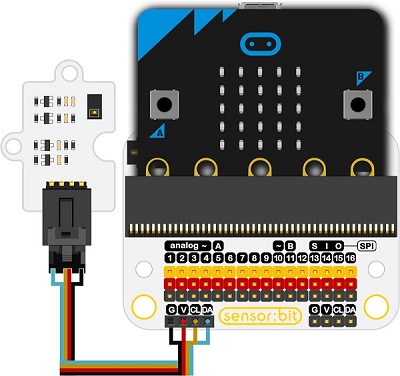 B
A
analog ~ A ~ B S I O SPI
1 2 3 4 5 6 7 8 9 10 11 12 13 14 15 16
G V CL DA sensor:bit G V CL DA